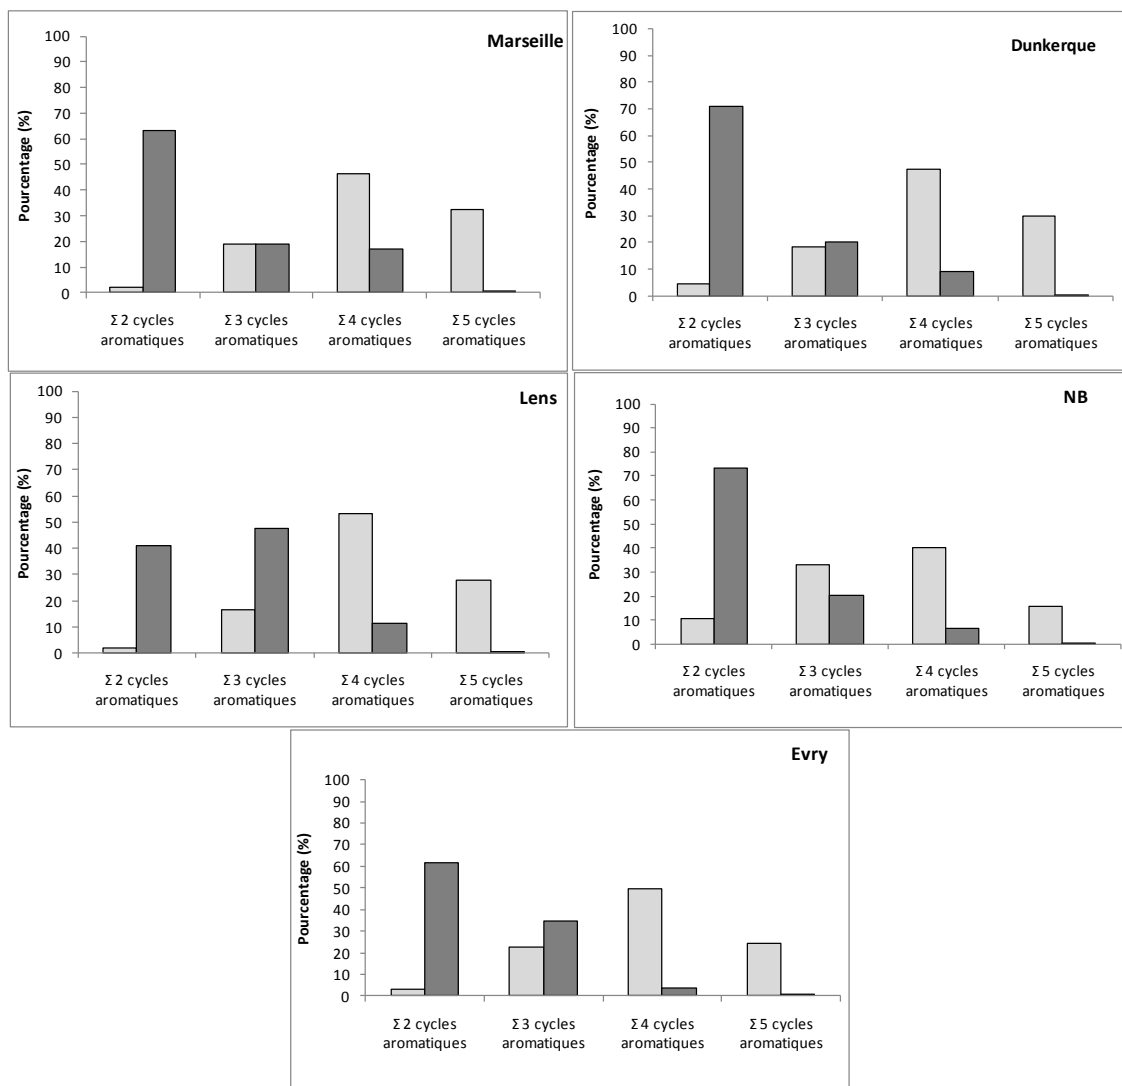 Marseille
Pourcentage (%)
100
90
80
70
60
50
40
30
20
10
0
Σ 2 cycles aromatiques
Σ 3 cycles aromatiques
Σ 4 cycles aromatiques
Σ 5 cycles aromatiques
Dunkerque
Pourcentage (%)
100
90
80
70
60
50
40
30
20
10
0
Σ 2 cycles aromatiques
Σ 3 cycles aromatiques
Σ 4 cycles aromatiques
Σ 5 cycles aromatiques
Lens
Pourcentage (%)
100
90
80
70
60
50
40
30
20
10
0
Σ 2 cycles aromatiques
Σ 3 cycles aromatiques
Σ 4 cycles aromatiques
Σ 5 cycles aromatiques
NB
Pourcentage (%)
100
90
80
70
60
50
40
30
20
10
0
Σ 2 cycles aromatiques
Σ 3 cycles aromatiques
Σ 4 cycles aromatiques
Σ 5 cycles aromatiques
Evry
Pourcentage (%)
100
90
80
70
60
50
40
30
20
10
0
Σ 2 cycles aromatiques
Σ 3 cycles aromatiques
Σ 4 cycles aromatiques
Σ 5 cycles aromatiques